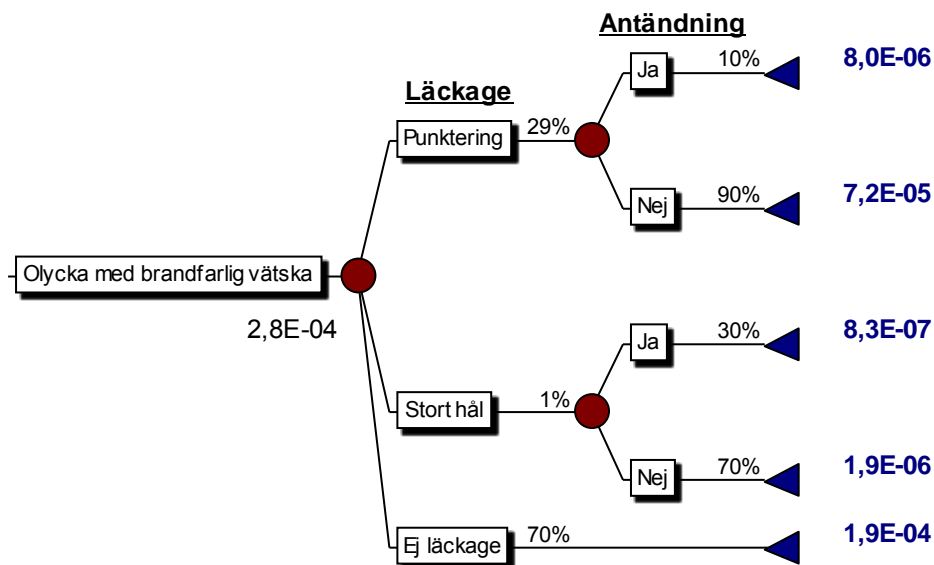 Antändning
Ja
10%
8,0E-06
Läckage
Punktering
29%
Nej
90%
7,2E-05
Olycka med brandfarlig vätska
2,8E-04
Ja
30%
8,3E-07
Stort hål
1%
Nej
70%
1,9E-06
Ej läckage
70%
1,9E-04